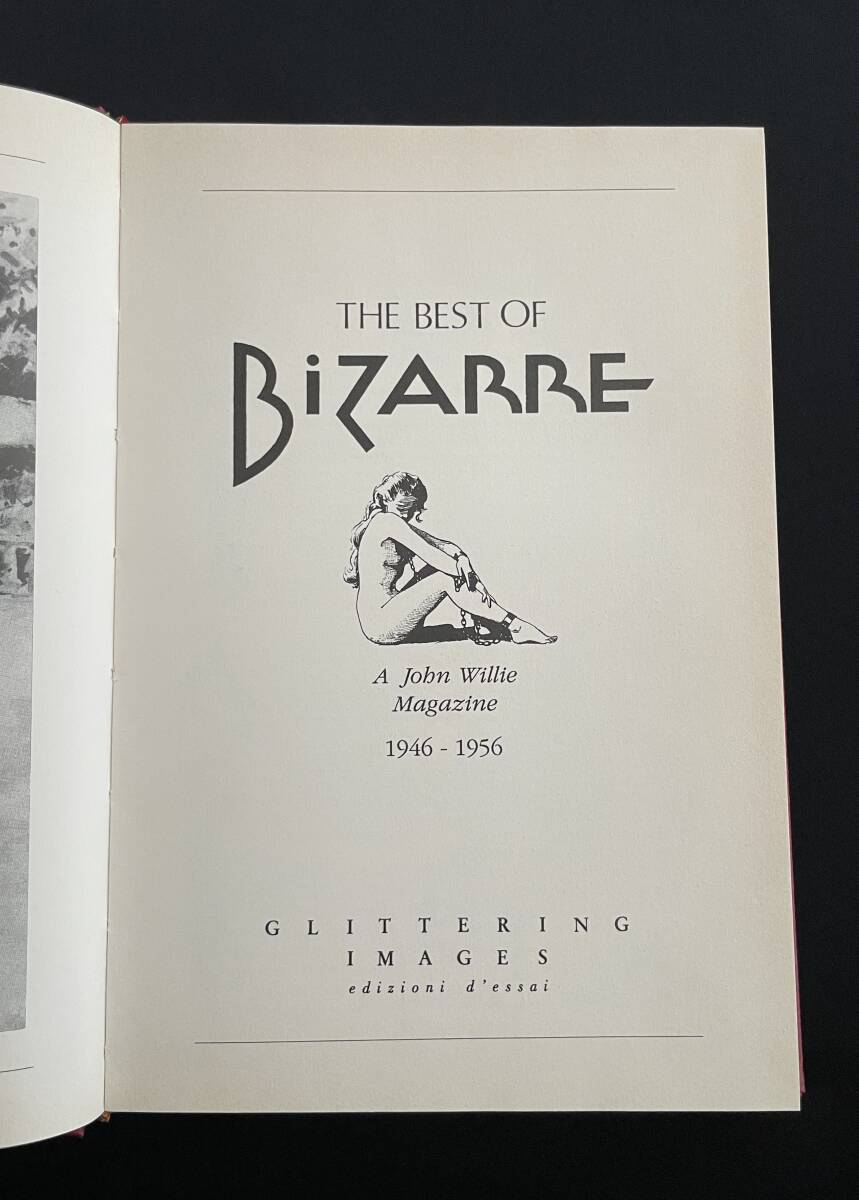 THE BEST OF
BiZARRE
A John Willie
Magazine
1946 - 1956
GLITTERING
IMAGES
edizioni d'essai